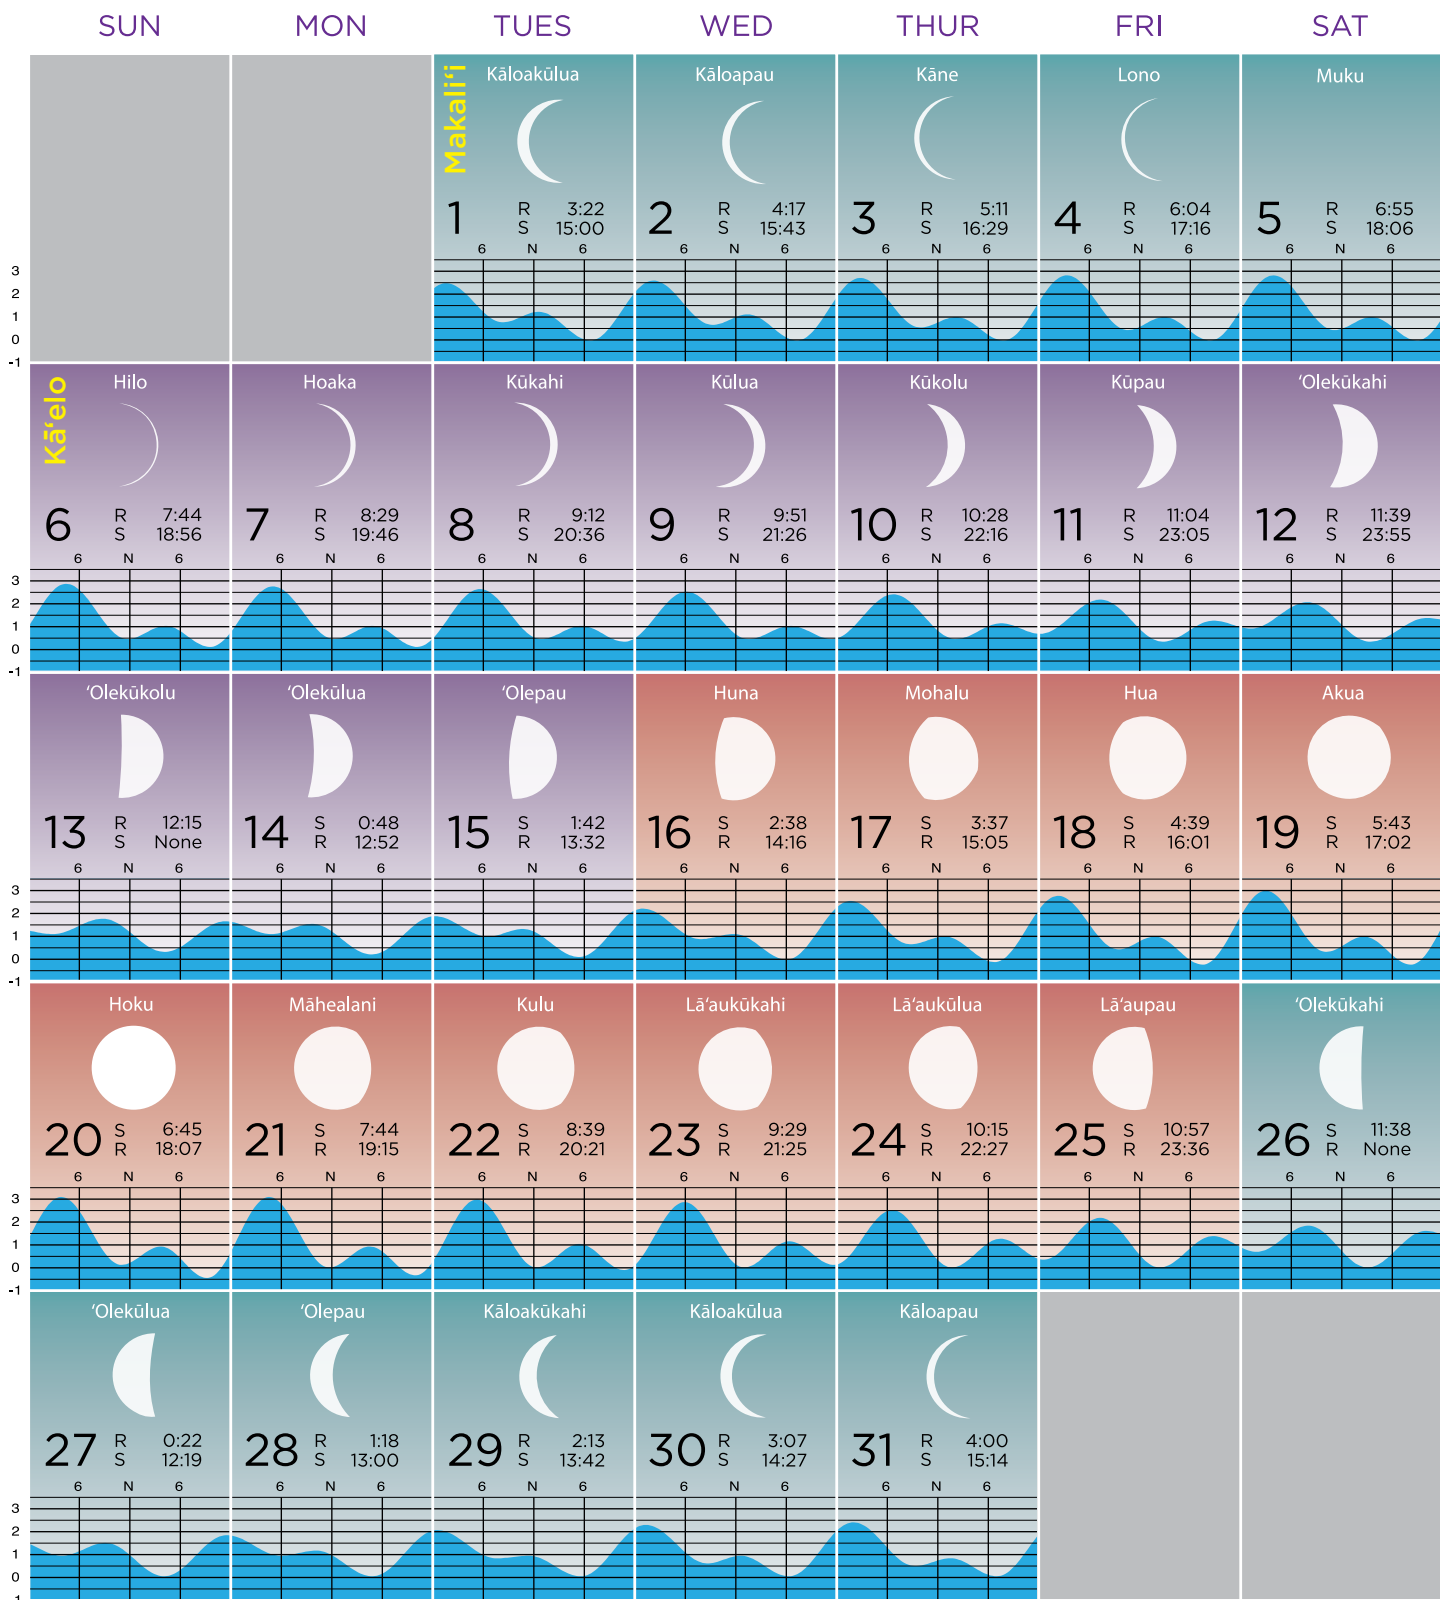 SUN MON TUES WED THUR FRI SAT
Makaliʻi
Kāloakūlua Kāloapau Kāne Lono Muku
1 R 3:22 2 R 4:17 3 R 5:11 4 R 6:04 5 R 6:55
S 15:00 S 15:43 S 16:29 S 17:16 S 18:06
6 N 6 6 N 6 6 N 6 6 N 6 6 N 6
3
2
1
0
-1
Kāʻelo
Hilo Hoaka Kūkahi Kūlua Kūkolu Kūpau ʻOlekūkahi
6 R 7:44 7 R 8:29 8 R 9:12 9 R 9:51 10 R 10:28 11 R 11:04 12 R 11:39
S 18:56 S 19:46 S 20:36 S 21:26 S 22:16 S 23:05 S 23:55
6 N 6 6 N 6 6 N 6 6 N 6 6 N 6 6 N 6 6 N 6
3
2
1
0
-1
ʻOlekūkolu ʻOlekūlua ʻOlepau Huna Mohalu Hua Akua
13 R 12:15 14 S 0:48 15 S 1:42 16 S 2:38 17 S 3:37 18 S 4:39 19 S 5:43
S None R 12:52 R 13:32 R 14:16 R 15:05 R 16:01 R 17:02
6 N 6 6 N 6 6 N 6 6 N 6 6 N 6 6 N 6 6 N 6
3
2
1
0
-1
Hoku Māhealani Kulu Lāʻaukūkahi Lāʻaukūlua Lāʻaupau ʻOlekūkahi
20 S 6:45 21 S 7:44 22 S 8:39 23 S 9:29 24 S 10:15 25 S 10:57 26 S 11:38
R 18:07 R 19:15 R 20:21 R 21:25 R 22:27 R 23:36 R None
6 N 6 6 N 6 6 N 6 6 N 6 6 N 6 6 N 6 6 N 6
3
2
1
0
-1
ʻOlekūlua ʻOlepau Kāloakūkahi Kāloakūlua Kāloapau
27 R 0:22 28 R 1:18 29 R 2:13 30 R 3:07 31 R 4:00
S 12:19 S 13:00 S 13:42 S 14:27 S 15:14
6 N 6 6 N 6 6 N 6 6 N 6 6 N 6
3
2
1
0
-1